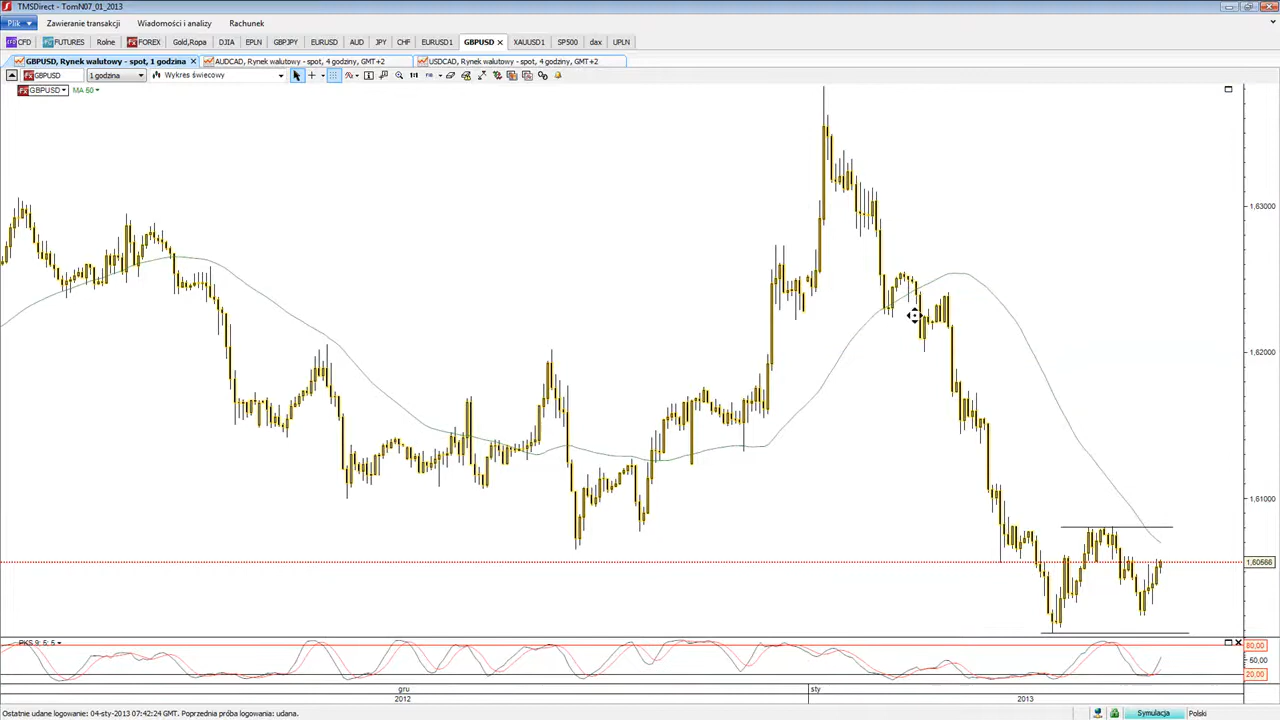 TMSDirect - TomN07_01_2013
Plik Zawieranie transakcji Wiadomości i analizy Rachunek
CFD FUTURES Rolne FOREX Gold,Ropa DJIA EPLN GBPJPY EURUSD AUD JPY CHF EURUSD1 GBPUSD XAUUSD1 SP500 dax UPLN
GBPUSD, Rynek walutowy - spot, 1 godzina AUDCAD, Rynek walutowy - spot, 4 godziny, GMT+2 USDCAD, Rynek walutowy - spot, 4 godziny, GMT+2
GBPUSD 1 godzina Wykres świecowy
GBPUSD MA 50
1,63000
1,62000
1,61000
1,60566
PKS 9; 5; 5
80,00
50,00
20,00
gru sty
2012 2013
Ostatnie udane logowanie: 04-sty-2013 07:42:24 GMT. Poprzednia próba logowania: udana. Symulacja Polski